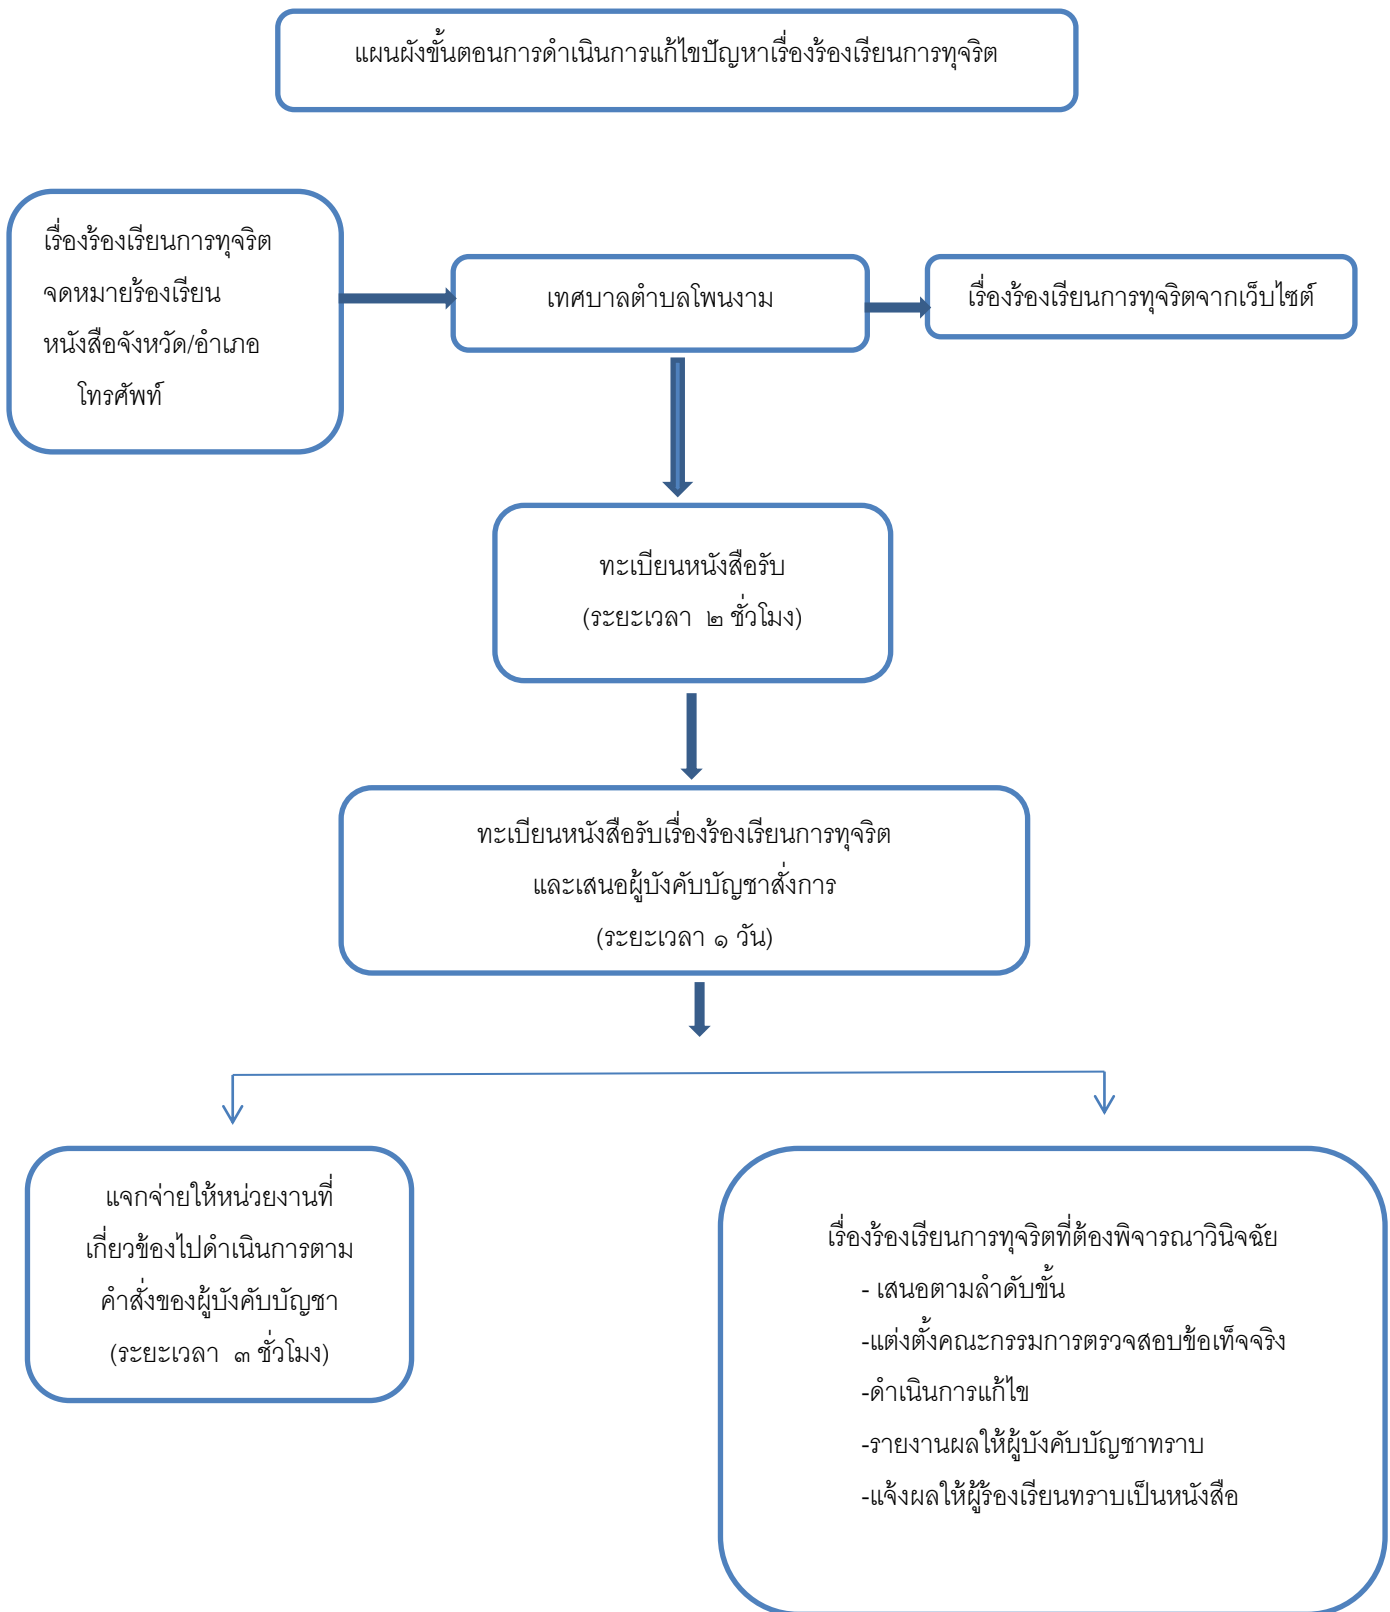 แผนผังขั้นตอนการดำเนินการแก้ไขปัญหาเรื่องร้องเรียนการทุจริต
เรื่องร้องเรียนการทุจริต
จดหมายร้องเรียน
หนังสือจังหวัด/อำเภอ
โทรศัพท์
เทศบาลตำบลโพนงาม
เรื่องร้องเรียนการทุจริตจากเว็บไซต์
ทะเบียนหนังสือรับ
(ระยะเวลา ๒ ชั่วโมง)
ทะเบียนหนังสือรับเรื่องร้องเรียนการทุจริต
และเสนอผู้บังคับบัญชาสั่งการ
(ระยะเวลา ๑ วัน)
แจกจ่ายให้หน่วยงานที่
เกี่ยวข้องไปดำเนินการตาม
คำสั่งของผู้บังคับบัญชา
(ระยะเวลา ๓ ชั่วโมง)
เรื่องร้องเรียนการทุจริตที่ต้องพิจารณาวินิจฉัย
- เสนอตามลำดับขั้น
-แต่งตั้งคณะกรรมการตรวจสอบข้อเท็จจริง
-ดำเนินการแก้ไข
-รายงานผลให้ผู้บังคับบัญชาทราบ
-แจ้งผลให้ผู้ร้องเรียนทราบเป็นหนังสือ